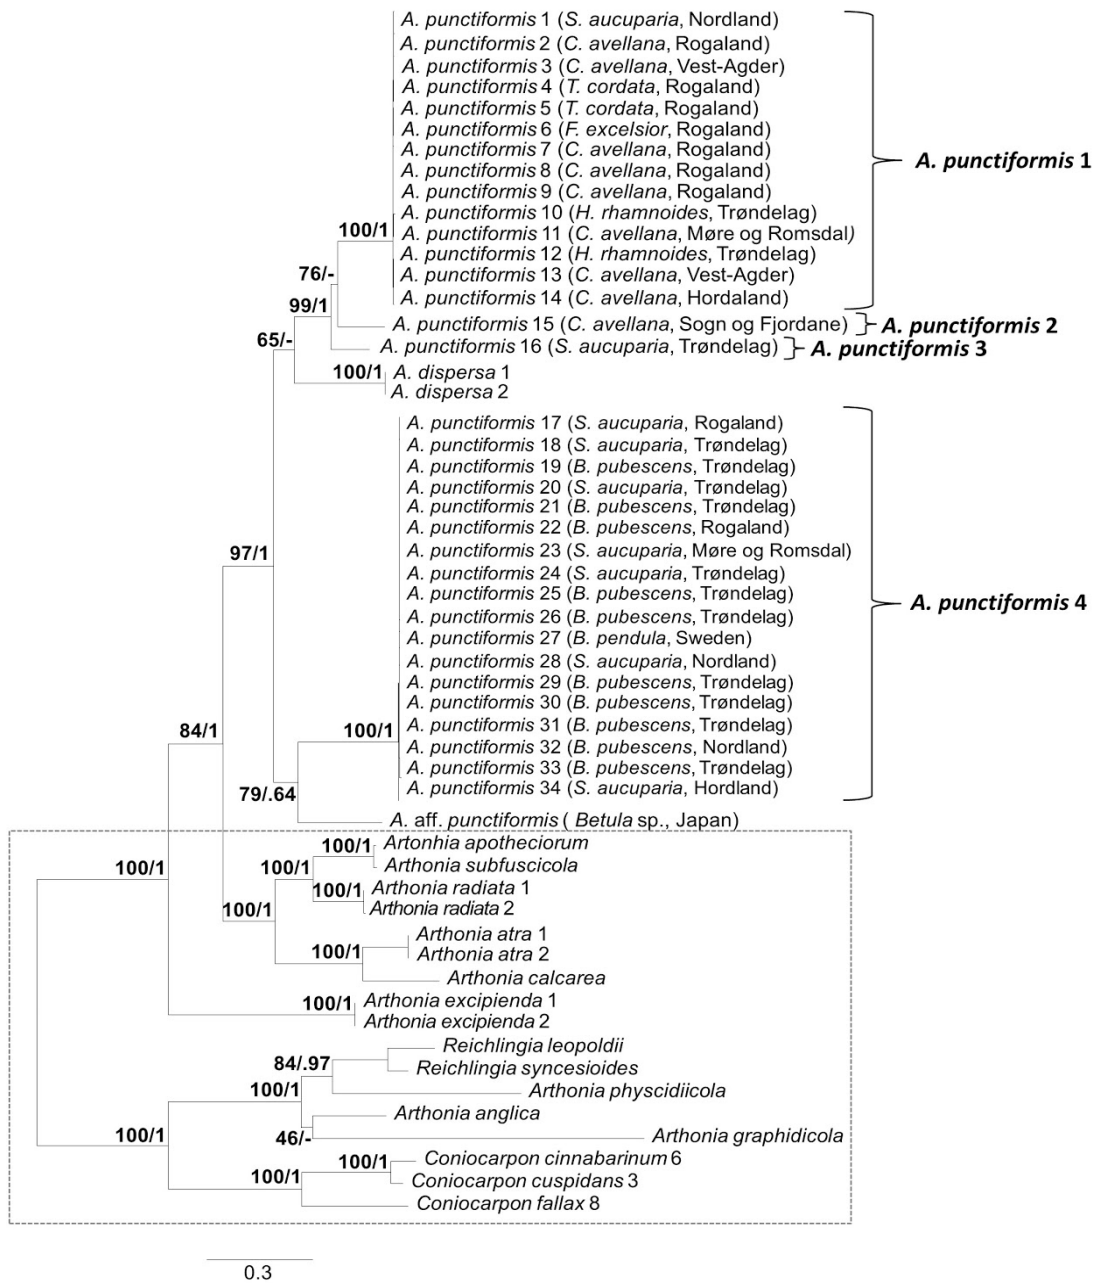 A. punctiformis 1 (S. aucuparia, Nordland)
A. punctiformis 2 (C. avellana, Rogaland)
A. punctiformis 3 (C. avellana, Vest-Agder)
A. punctiformis 4 (T. cordata, Rogaland)
A. punctiformis 5 (T. cordata, Rogaland)
A. punctiformis 6 (F. excelsior, Rogaland)
A. punctiformis 7 (C. avellana, Rogaland)
A. punctiformis 8 (C. avellana, Rogaland)
A. punctiformis 9 (C. avellana, Rogaland)
A. punctiformis 10 (H. rhamnoides, Trøndelag)
A. punctiformis 11 (C. avellana, Møre og Romsdal)
A. punctiformis 12 (H. rhamnoides, Trøndelag)
A. punctiformis 13 (C. avellana, Vest-Agder)
A. punctiformis 14 (C. avellana, Hordaland)
A. punctiformis 1
100/1
76/-
99/1
65/-
A. punctiformis 15 (C. avellana, Sogn og Fjordane)
A. punctiformis 2
A. punctiformis 16 (S. aucuparia, Trøndelag)
A. punctiformis 3
100/1
A. dispersa 1
A. dispersa 2
A. punctiformis 17 (S. aucuparia, Rogaland)
A. punctiformis 18 (S. aucuparia, Trøndelag)
A. punctiformis 19 (B. pubescens, Trøndelag)
A. punctiformis 20 (S. aucuparia, Trøndelag)
A. punctiformis 21 (B. pubescens, Trøndelag)
A. punctiformis 22 (B. pubescens, Rogaland)
A. punctiformis 23 (S. aucuparia, Møre og Romsdal)
A. punctiformis 24 (S. aucuparia, Trøndelag)
A. punctiformis 25 (B. pubescens, Trøndelag)
A. punctiformis 26 (B. pubescens, Trøndelag)
A. punctiformis 27 (B. pendula, Sweden)
A. punctiformis 28 (S. aucuparia, Nordland)
A. punctiformis 29 (B. pubescens, Trøndelag)
A. punctiformis 30 (B. pubescens, Trøndelag)
A. punctiformis 31 (B. pubescens, Trøndelag)
A. punctiformis 32 (B. pubescens, Nordland)
A. punctiformis 33 (B. pubescens, Trøndelag)
A. punctiformis 34 (S. aucuparia, Hordland)
A. punctiformis 4
97/1
84/1
100/1
79/.64
A. aff. punctiformis ( Betula sp., Japan)
100/1
Artonhia apotheciorum
Arthonia subfuscicola
100/1
100/1
100/1
Arthonia radiata 1
Arthonia radiata 2
100/1
Arthonia atra 1
Arthonia atra 2
100/1
Arthonia calcarea
100/1
Arthonia excipienda 1
Arthonia excipienda 2
Reichlingia leopoldii
84/.97
Reichlingia syncesioides
100/1
Arthonia physcidiicola
Arthonia anglica
100/1
46/-
Arthonia graphidicola
100/1
Coniocarpon cinnabarinum 6
100/1
Coniocarpon cuspidans 3
Coniocarpon fallax 8
0.3